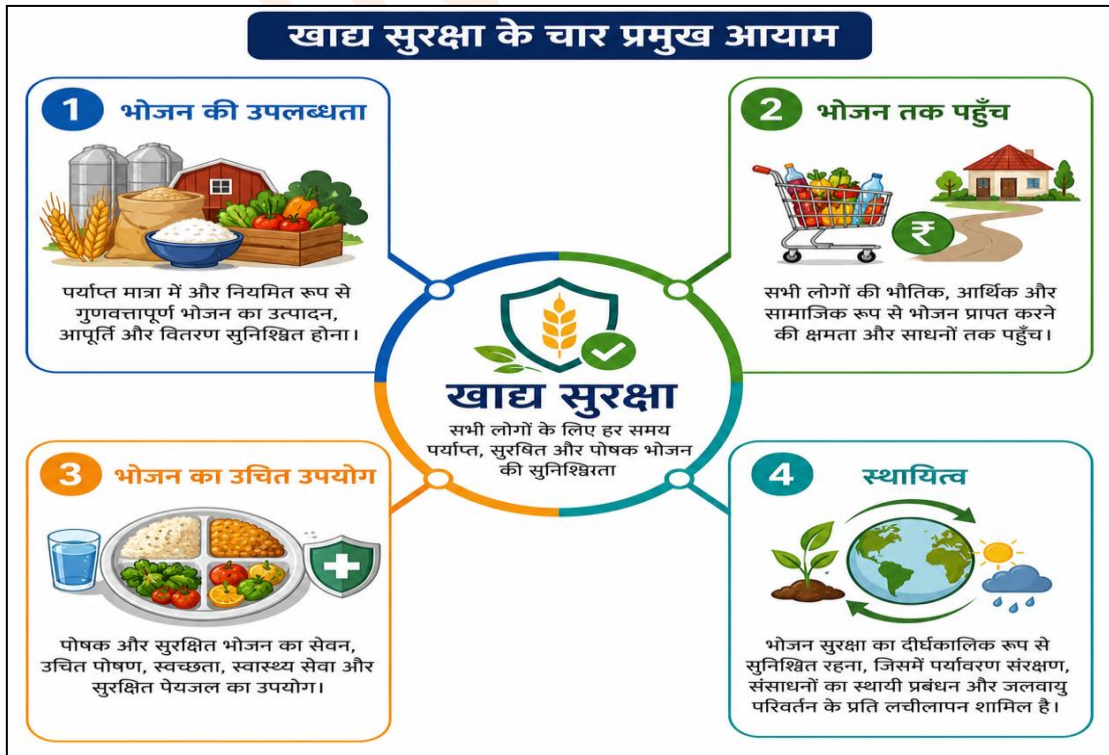 खाद्य सुरक्षा के चार प्रमुख आयाम
1 भोजन की उपलब्धता
पर्याप्त मात्रा में और नियमित रूप से
गुणवत्तापूर्ण भोजन का उत्पादन,
आपूर्ति और वितरण सुनिश्चित होना।
2 भोजन तक पहुँच
₹
सभी लोगों की भौतिक, आर्थिक और
सामाजिक रूप से भोजन प्रापत करने
की क्षमता और साधनों तक पहुँच।
खाद्य सुरक्षा
सभी लोगों के लिए हर समय
पर्याप्त, सुरबित और पोषक भोजन
की सुनिश्चिरता
3 भोजन का उचित उपयोग
पोषक और सुरक्षित भोजन का सेवन,
उचित पोषण, स्वच्छता, स्वास्थ्य सेवा और
सुरक्षित पेयजल का उपयोग।
4 स्थायित्व
भोजन सुरक्षा का दीर्घकालिक रूप से
सुनिश्चित रहना, जिसमें पर्यावरण संरक्षण,
संसाधनों का स्थायी प्रबंधन और जलवायु
परिवर्तन के प्रति लचीलापन शामिल है।